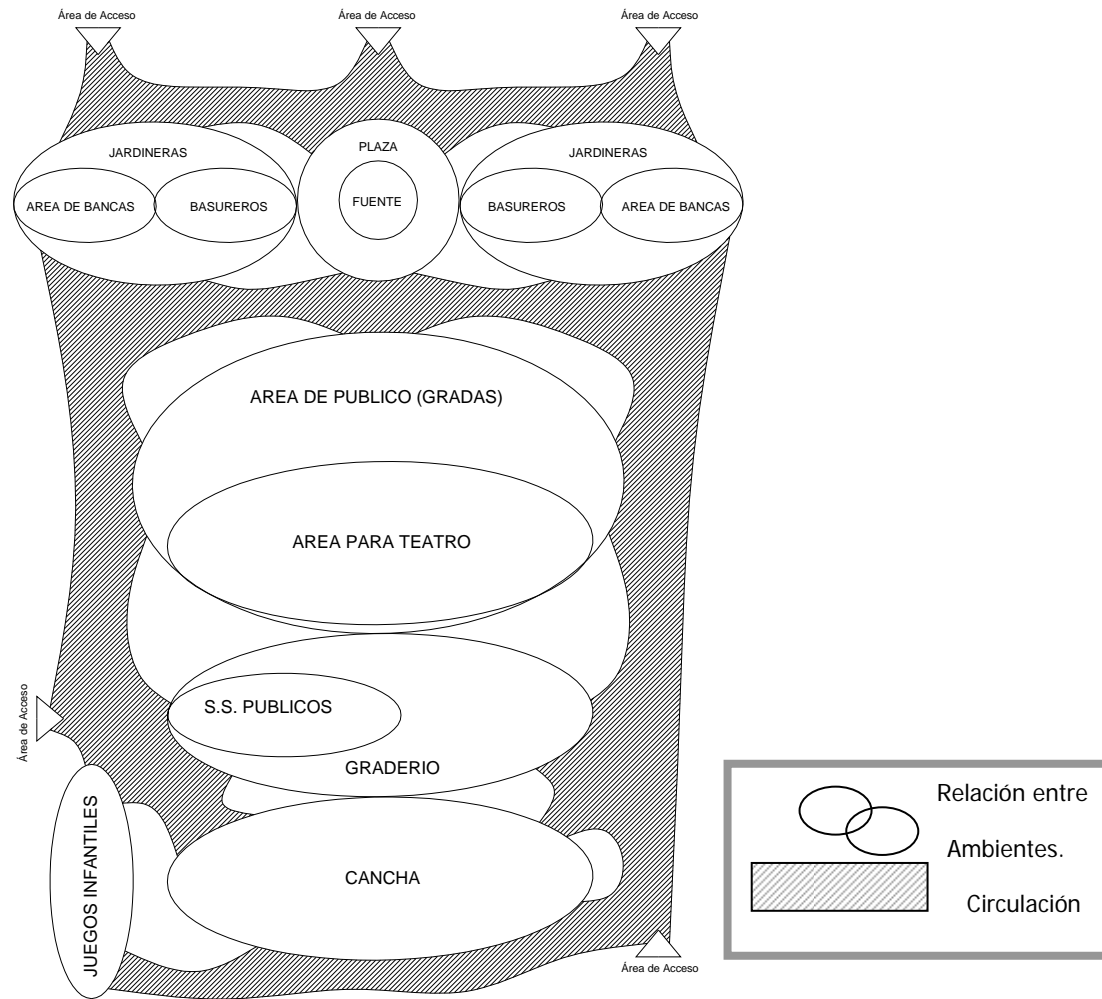 Área de Acceso
Área de Acceso
Área de Acceso
JARDINERAS
PLAZA
JARDINERAS
AREA DE BANCAS
BASUREROS
FUENTE
BASUREROS
AREA DE BANCAS
AREA DE PUBLICO (GRADAS)
AREA PARA TEATRO
Área de Acceso
S.S. PUBLICOS
GRADERIO
JUEGOS INFANTILES
CANCHA
Área de Acceso
Relación entre
Ambientes.
Circulación